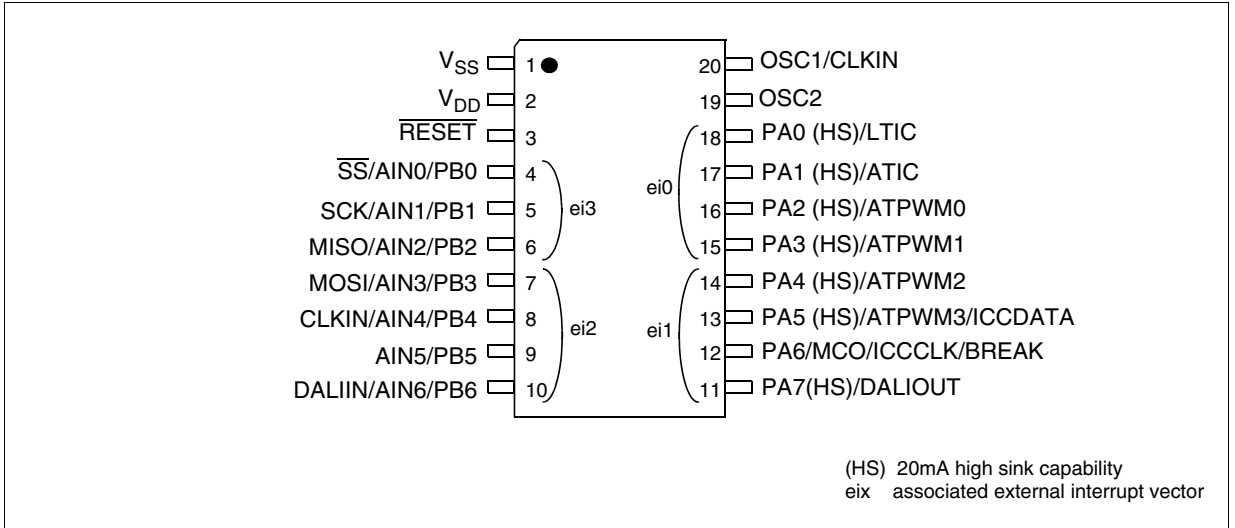 VSS 1 20 OSC1/CLKIN
VDD 2 19 OSC2
RESET 3 18 PA0 (HS)/LTIC
SS/AIN0/PB0 4 17 PA1 (HS)/ATIC
ei3 ei0
SCK/AIN1/PB1 5 16 PA2 (HS)/ATPWM0
MISO/AIN2/PB2 6 15 PA3 (HS)/ATPWM1
MOSI/AIN3/PB3 7 14 PA4 (HS)/ATPWM2
CLKIN/AIN4/PB4 8 13 PA5 (HS)/ATPWM3/ICCDATA
ei2 ei1
AIN5/PB5 9 12 PA6/MCO/ICCCLK/BREAK
DALIIN/AIN6/PB6 10 11 PA7(HS)/DALIOUT
(HS) 20mA high sink capability
eix associated external interrupt vector